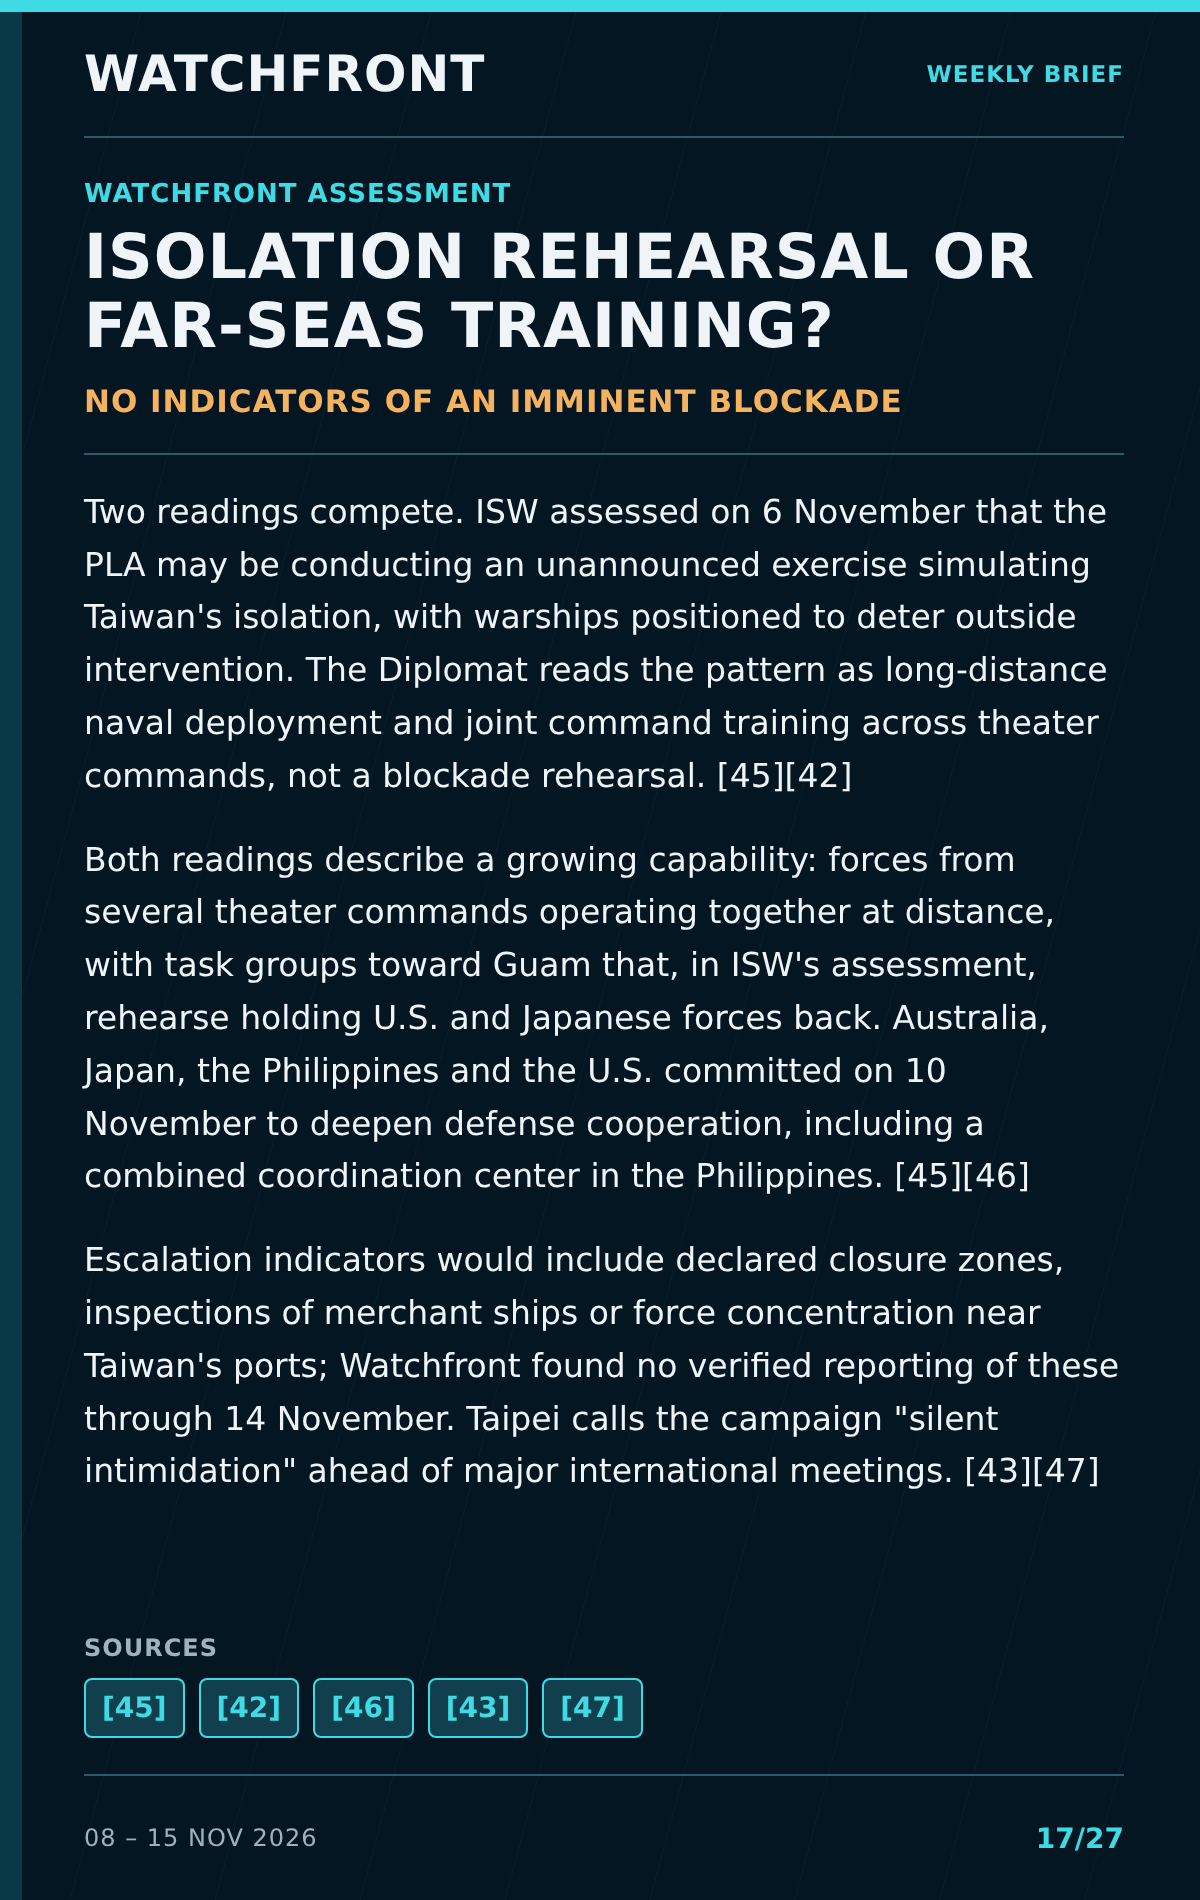 WATCHFRONT
WEEKLY BRIEF
WATCHFRONT ASSESSMENT
ISOLATION REHEARSAL OR
FAR-SEAS TRAINING?
NO INDICATORS OF AN IMMINENT BLOCKADE
Two readings compete. ISW assessed on 6 November that the
PLA may be conducting an unannounced exercise simulating
Taiwan's isolation, with warships positioned to deter outside
intervention. The Diplomat reads the pattern as long-distance
naval deployment and joint command training across theater
commands, not a blockade rehearsal. [45][42]
Both readings describe a growing capability: forces from
several theater commands operating together at distance,
with task groups toward Guam that, in ISW's assessment,
rehearse holding U.S. and Japanese forces back. Australia,
Japan, the Philippines and the U.S. committed on 10
November to deepen defense cooperation, including a
combined coordination center in the Philippines. [45][46]
Escalation indicators would include declared closure zones,
inspections of merchant ships or force concentration near
Taiwan's ports; Watchfront found no verified reporting of these
through 14 November. Taipei calls the campaign "silent
intimidation" ahead of major international meetings. [43][47]
SOURCES
[45] [42] [46] [43] [47]
08 – 15 NOV 2026
17/27